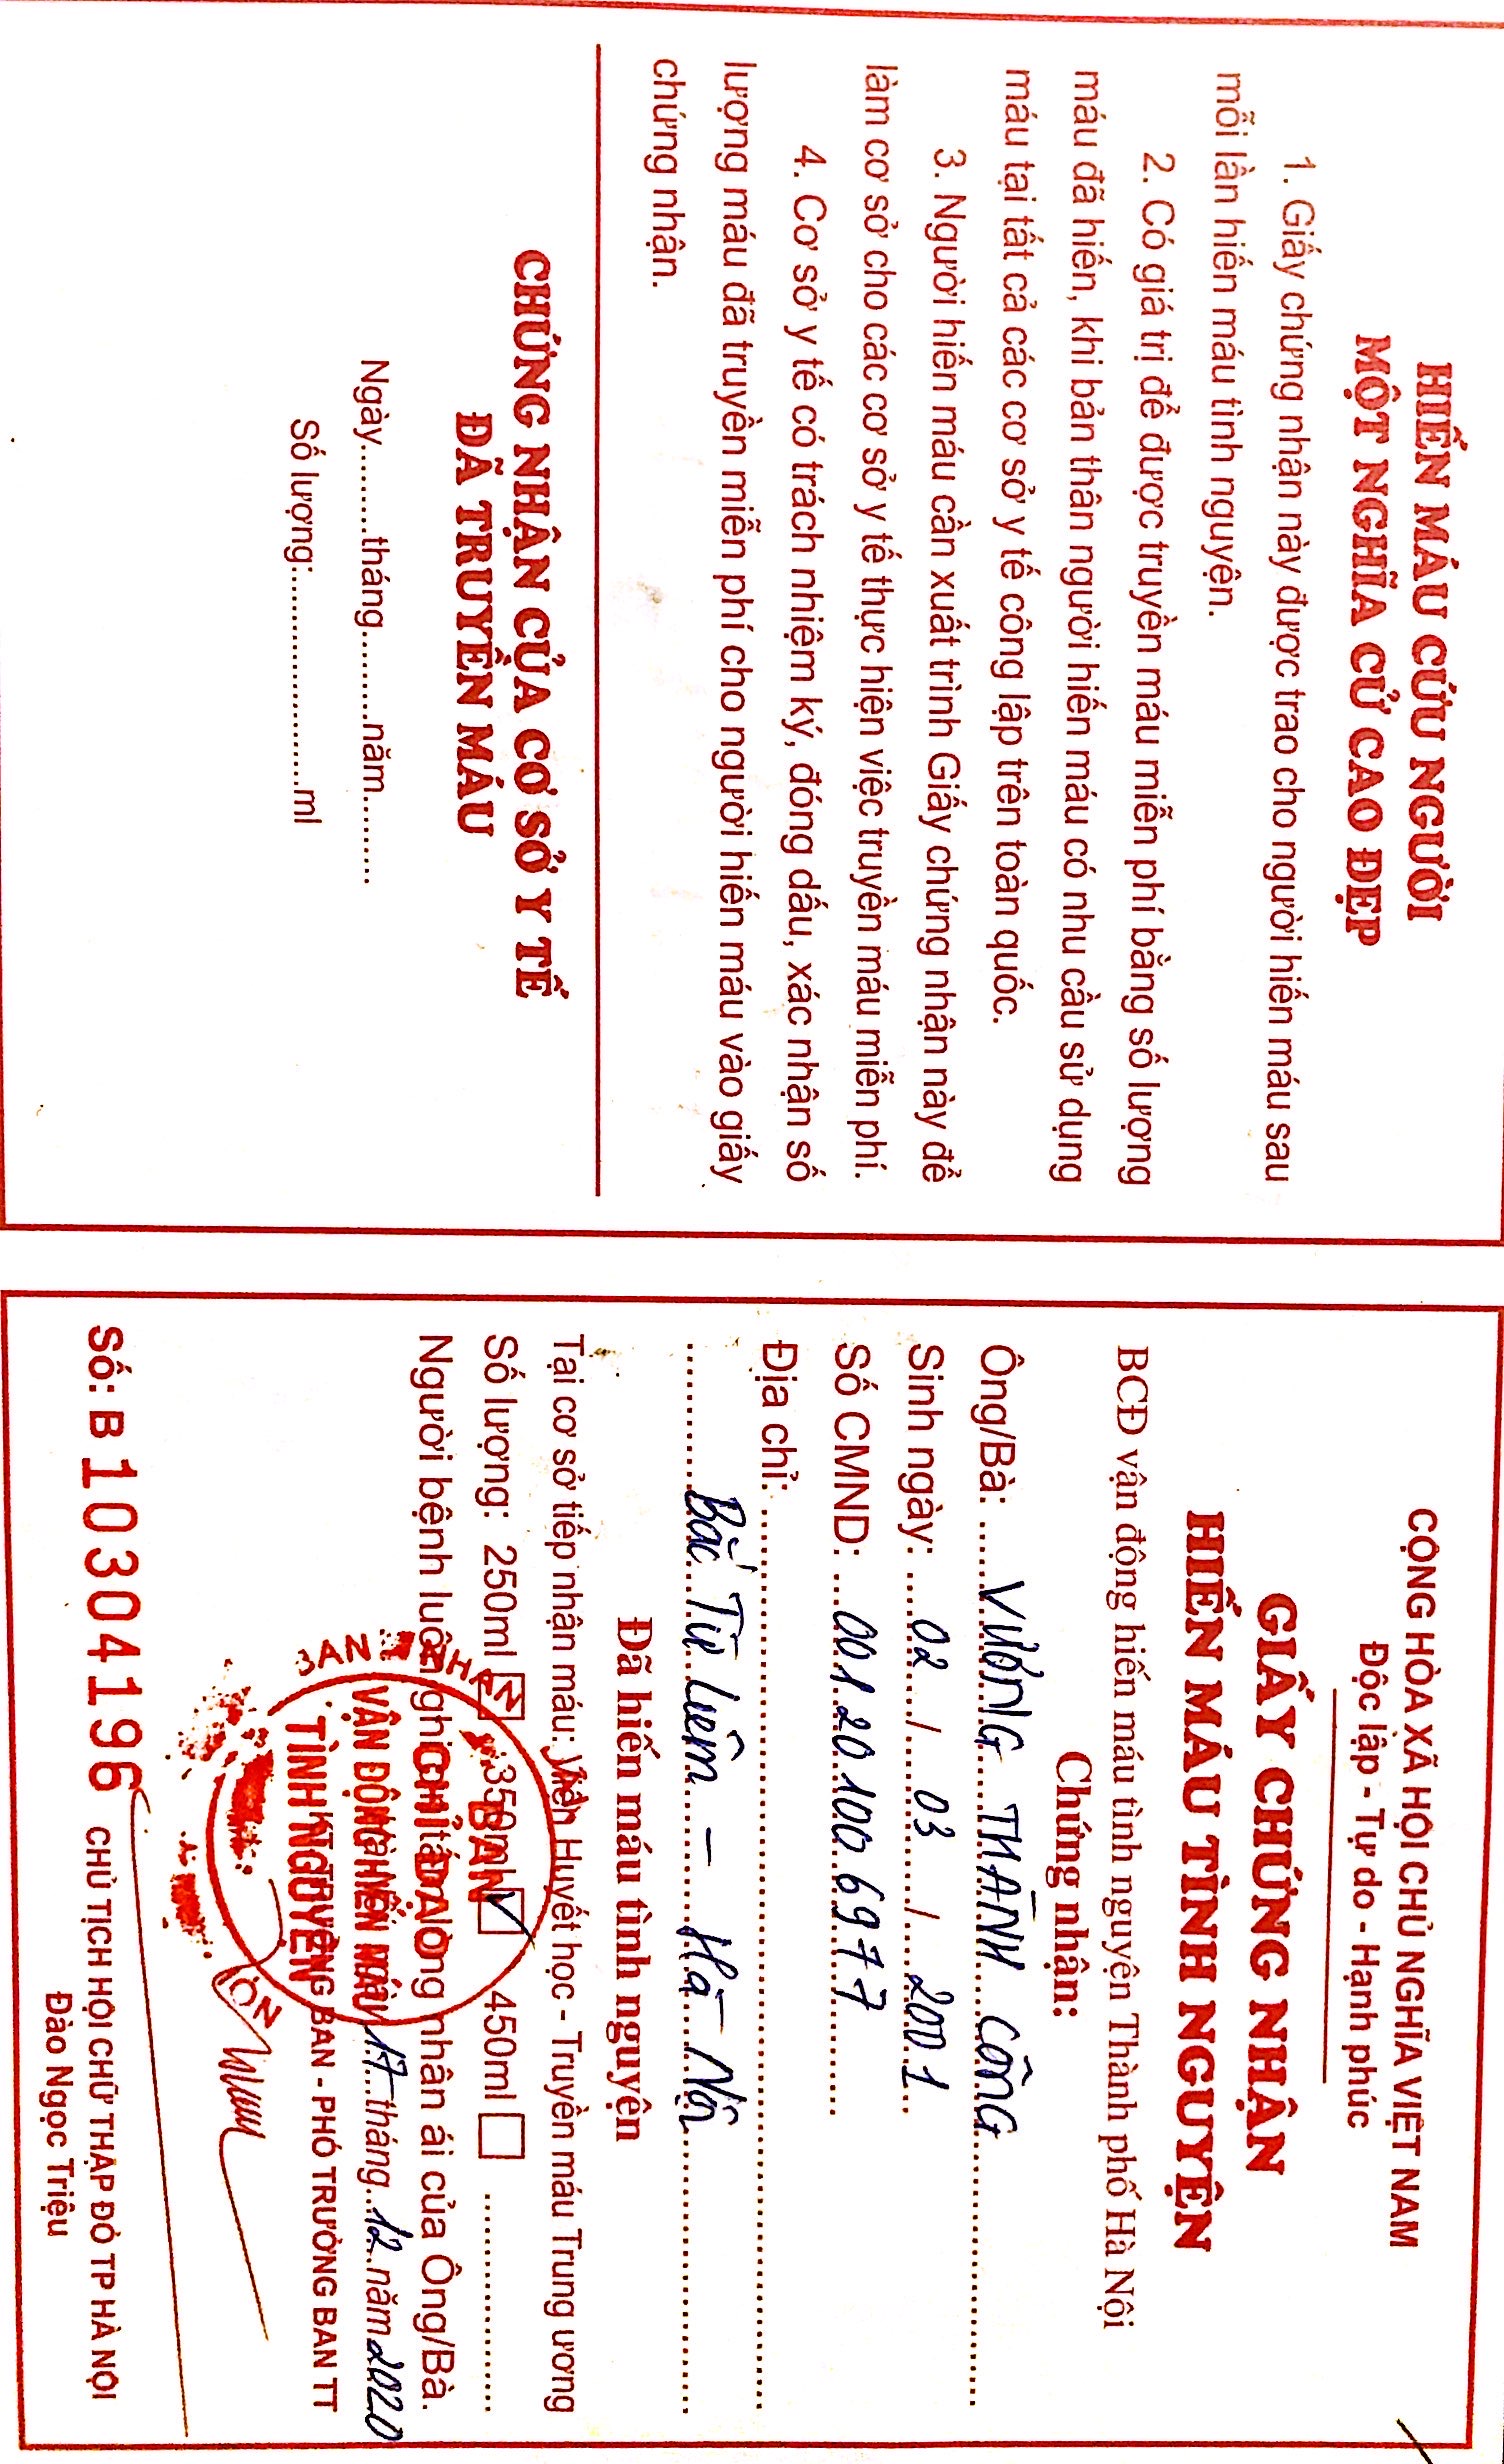 HIẾN MÁU CỨU NGƯỜI
MỘT NGHĨA CỬ CAO ĐẸP
1. Giấy chứng nhận này được trao cho người hiến máu sau
mỗi lần hiến máu tình nguyện.
2. Có giá trị để được truyền máu miễn phí bằng số lượng
máu đã hiến, khi bản thân người hiến máu có nhu cầu sử dụng
máu tại tất cả các cơ sở y tế công lập trên toàn quốc.
3. Người hiến máu cần xuất trình Giấy chứng nhận này để
làm cơ sở cho các cơ sở y tế thực hiện việc truyền máu miễn phí.
4. Cơ sở y tế có trách nhiệm ký, đóng dấu, xác nhận số
lượng máu đã truyền miễn phí cho người hiến máu vào giấy
chứng nhận.
CHỨNG NHẬN CỦA CƠ SỞ Y TẾ
ĐÃ TRUYỀN MÁU
Ngày.........tháng.........năm.........
Số lượng:....................ml
CỘNG HÒA XÃ HỘI CHỦ NGHĨA VIỆT NAM
Độc lập - Tự do - Hạnh phúc
GIẤY CHỨNG NHẬN
HIẾN MÁU TÌNH NGUYỆN
BCĐ vận động hiến máu tình nguyện Thành phố Hà Nội
Chứng nhận:
Ông/Bà: VƯƠNG THÀNH CÔNG
Sinh ngày: 02 / 03 / 2001
Số CMND: 001201006977
Địa chỉ:
Bắc Từ Liêm - Hà Nội
Đã hiến máu tình nguyện
Tại cơ sở tiếp nhận máu: Viện Huyết học - Truyền máu Trung ương
Số lượng: 250ml 350ml 450ml
Người bệnh luôn ghi lòng nhân ái của Ông/Bà.
17 tháng 12 năm 2020
TRƯỞNG BAN - PHÓ TRƯỞNG BAN TT
BAN
CHỈ ĐẠO
VẬN ĐỘNG HIẾN MÁU
TÌNH NGUYỆN
Số: B 10304196
CHỦ TỊCH HỘI CHỮ THẬP ĐỎ TP HÀ NỘI
Đào Ngọc Triệu